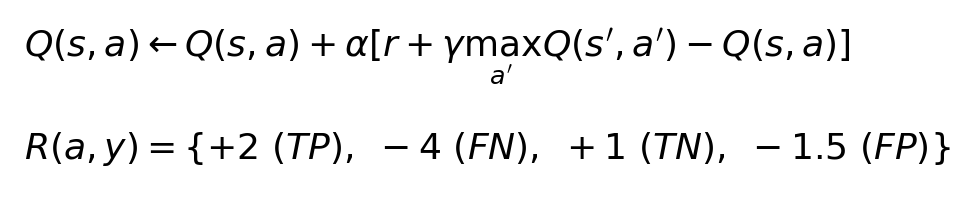 Q(s, a) ← Q(s, a) + α[r + γ max_{a′} Q(s′, a′) − Q(s, a)]
R(a, y) = {+2 (TP), − 4 (FN), + 1 (TN), − 1.5 (FP)}